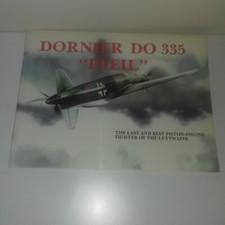 DORNIER DO 335
"PFEIL"
THE LAST AND BEST PISTON-ENGINE
FIGHTER OF THE LUFTWAFFE